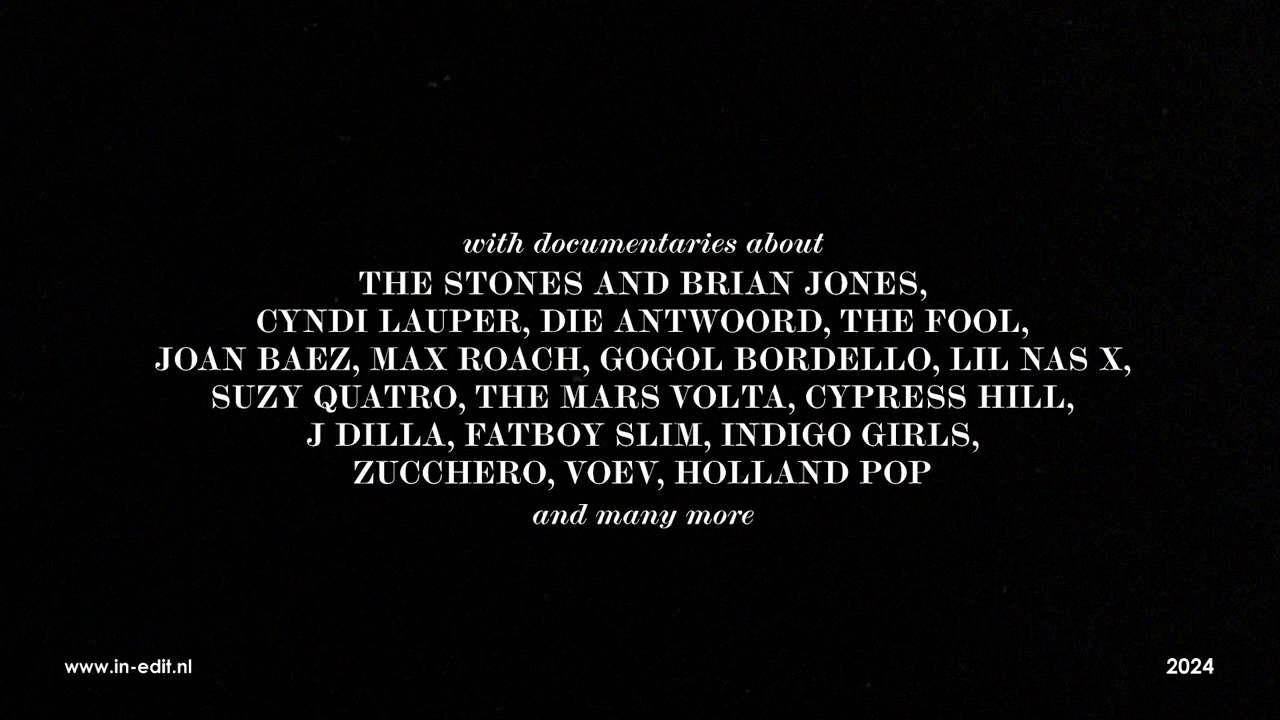 with documentaries about
THE STONES AND BRIAN JONES,
CYNDI LAUPER, DIE ANTWOORD, THE FOOL,
JOAN BAEZ, MAX ROACH, GOGOL BORDELLO, LIL NAS X,
SUZY QUATRO, THE MARS VOLTA, CYPRESS HILL,
J DILLA, FATBOY SLIM, INDIGO GIRLS,
ZUCCHERO, VOEV, HOLLAND POP
and many more
www.in-edit.nl
2024